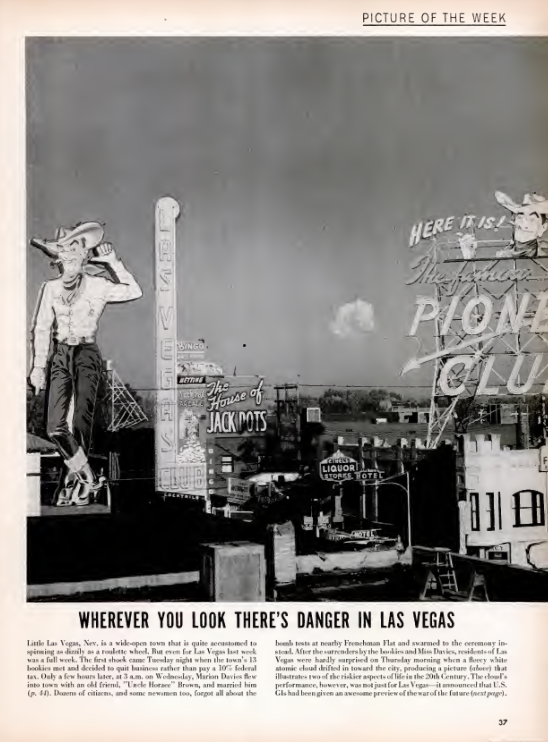 PICTURE OF THE WEEK
HERE IT IS!
The famous
PIONE
CLU
LAS VEGAS
CLUB
COCKTAILS
BINGO
BETTING
The
House of
JACKPOTS
LIQUOR
STORES
HOTEL
MOTEL
WHEREVER YOU LOOK THERE'S DANGER IN LAS VEGAS
Little Las Vegas, Nev. is a wide-open town that is quite accustomed to
spinning as dizzily as a roulette wheel. But even for Las Vegas last week
was a full week. The first shock came Tuesday night when the town's 13
bookies met and decided to quit business rather than pay a 10% federal
tax. Only a few hours later, at 3 a.m. on Wednesday, Marion Davies flew
into town with an old friend, "Uncle Horace" Brown, and married him
(p. 44). Dozens of citizens, and some newsmen too, forgot all about the
bomb tests at nearby Frenchman Flat and swarmed to the ceremony in-
stead. After the surrenders by the bookies and Miss Davies, residents of Las
Vegas were hardly surprised on Thursday morning when a fleecy white
atomic cloud drifted in toward the city, producing a picture (above) that
illustrates two of the riskier aspects of life in the 20th Century. The cloud's
performance, however, was not just for Las Vegas—it announced that U.S.
GIs had been given an awesome preview of the war of the future (next page).
37